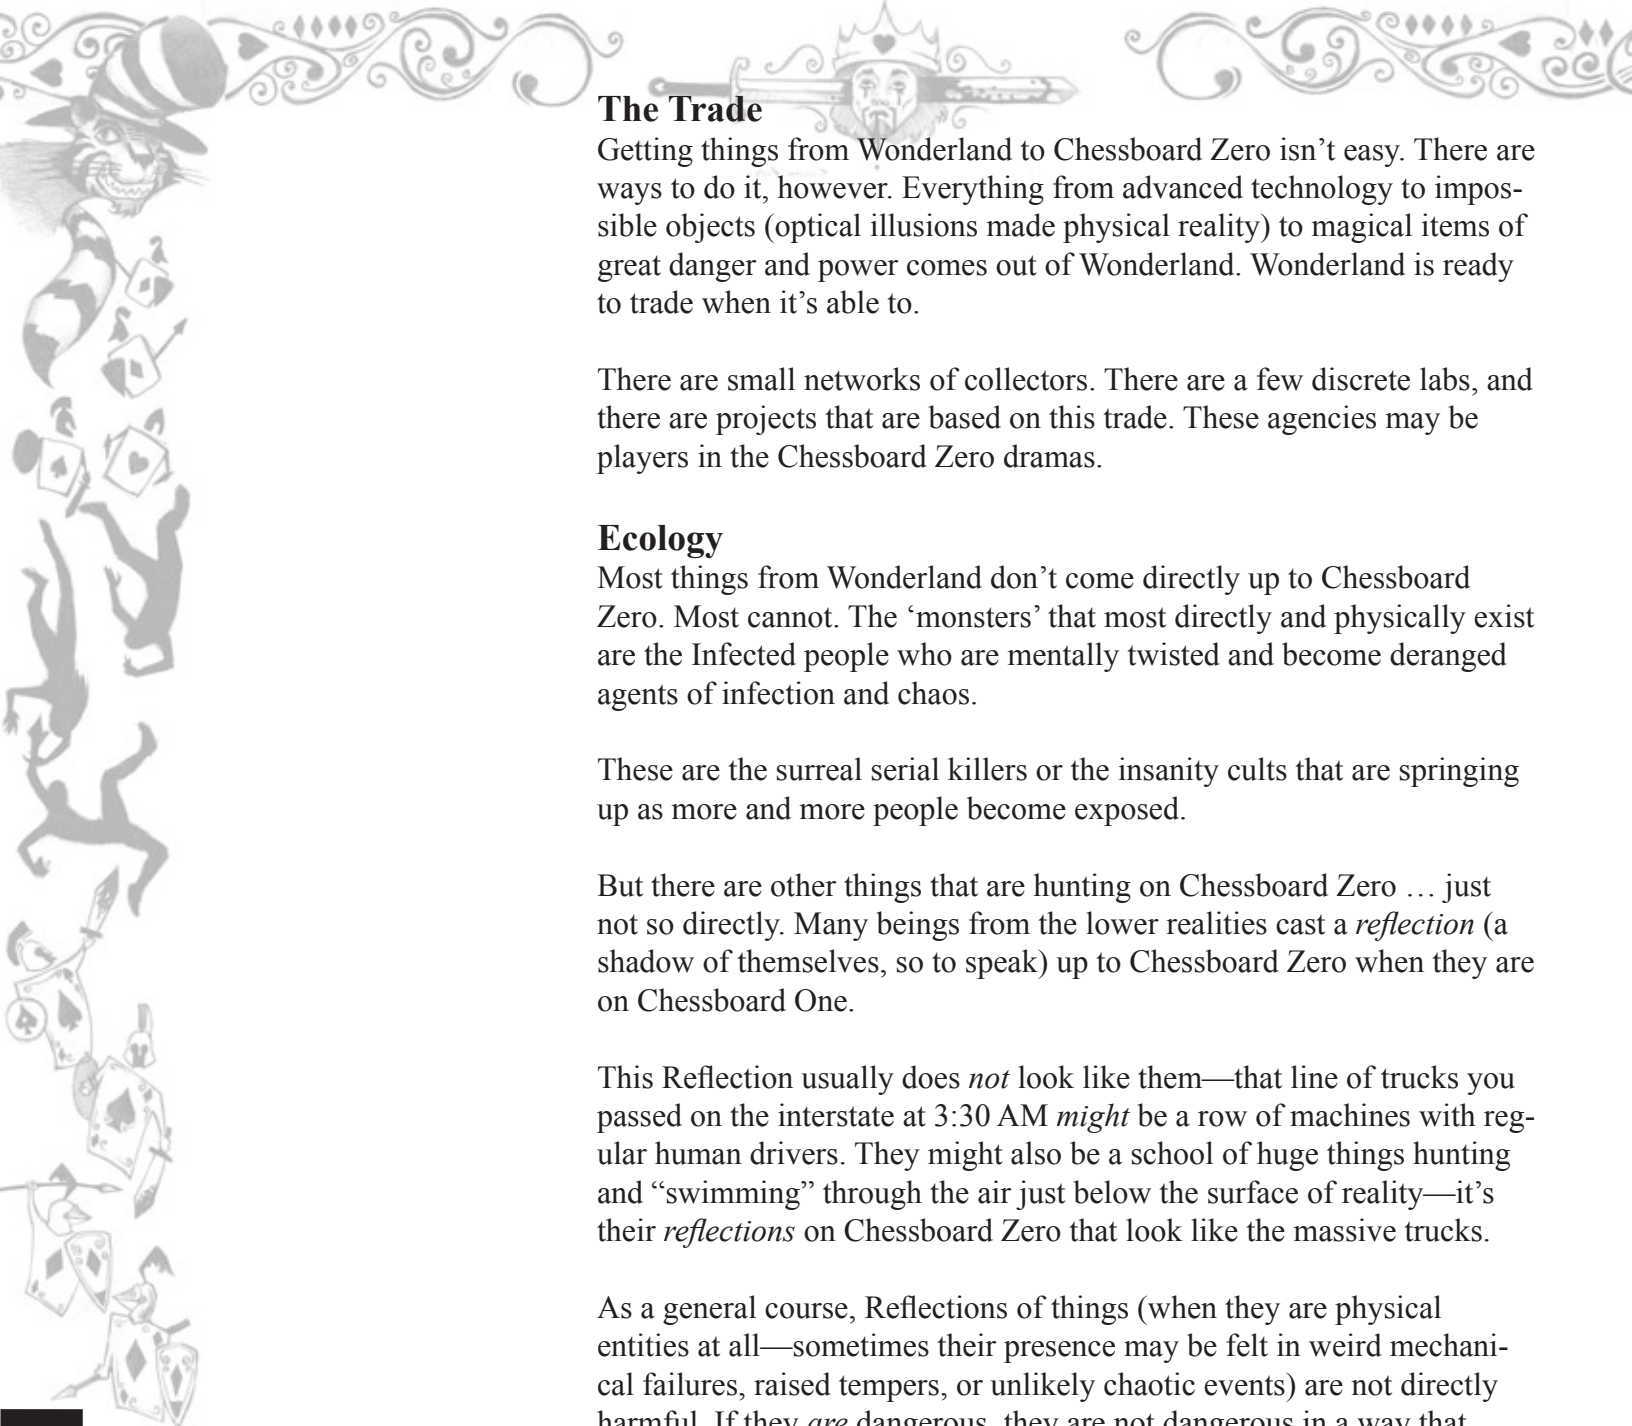 The Trade
Getting things from Wonderland to Chessboard Zero isn’t easy. There are
ways to do it, however. Everything from advanced technology to impos-
sible objects (optical illusions made physical reality) to magical items of
great danger and power comes out of Wonderland. Wonderland is ready
to trade when it’s able to.
There are small networks of collectors. There are a few discrete labs, and
there are projects that are based on this trade. These agencies may be
players in the Chessboard Zero dramas.
Ecology
Most things from Wonderland don’t come directly up to Chessboard
Zero. Most cannot. The ‘monsters’ that most directly and physically exist
are the Infected people who are mentally twisted and become deranged
agents of infection and chaos.
These are the surreal serial killers or the insanity cults that are springing
up as more and more people become exposed.
But there are other things that are hunting on Chessboard Zero … just
not so directly. Many beings from the lower realities cast a reflection (a
shadow of themselves, so to speak) up to Chessboard Zero when they are
on Chessboard One.
This Reflection usually does not look like them—that line of trucks you
passed on the interstate at 3:30 AM might be a row of machines with reg-
ular human drivers. They might also be a school of huge things hunting
and “swimming” through the air just below the surface of reality—it’s
their reflections on Chessboard Zero that look like the massive trucks.
As a general course, Reflections of things (when they are physical
entities at all—sometimes their presence may be felt in weird mechani-
cal failures, raised tempers, or unlikely chaotic events) are not directly
harmful. If they are dangerous, they are not dangerous in a way that